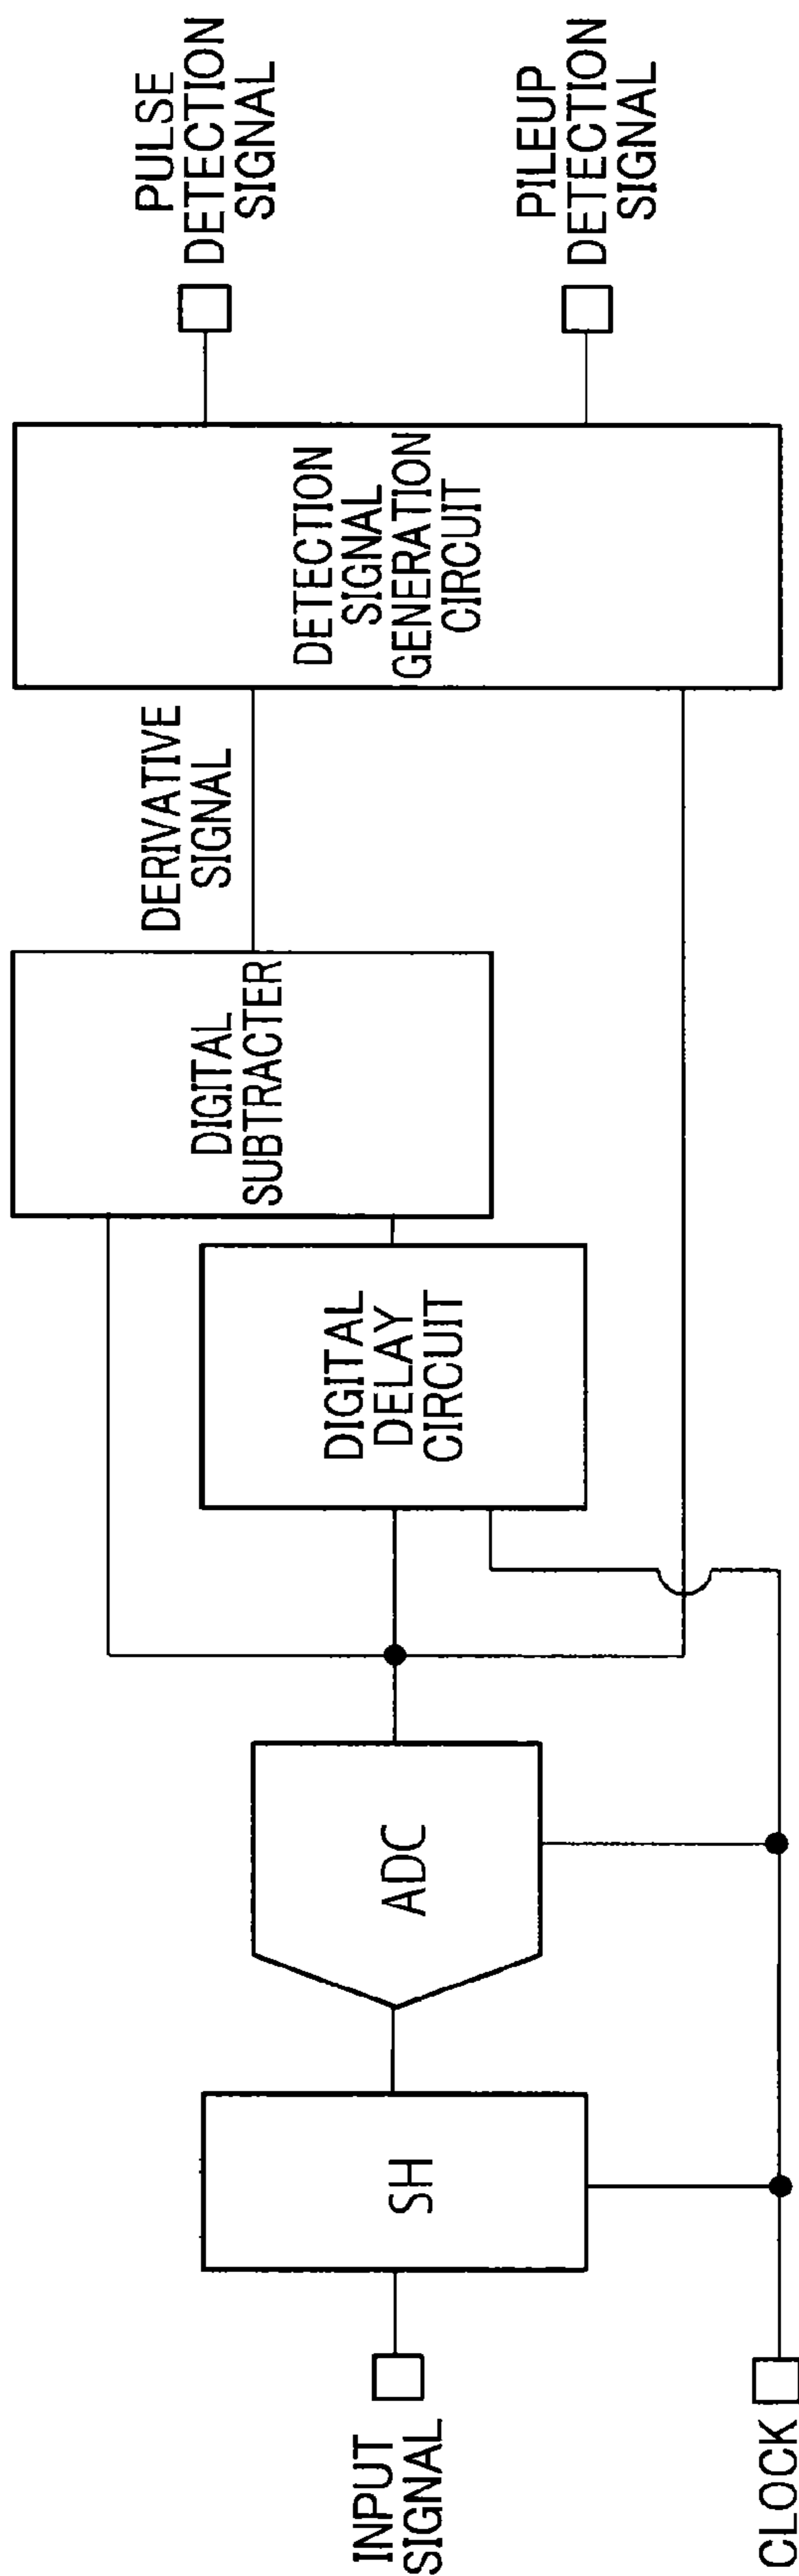 INPUT
SIGNAL
CLOCK
SH
ADC
DIGITAL
DELAY
CIRCUIT
DIGITAL
SUBTRACTER
DERIVATIVE
SIGNAL
DETECTION
SIGNAL
GENERATION
CIRCUIT
PULSE
DETECTION
SIGNAL
PILEUP
DETECTION
SIGNAL